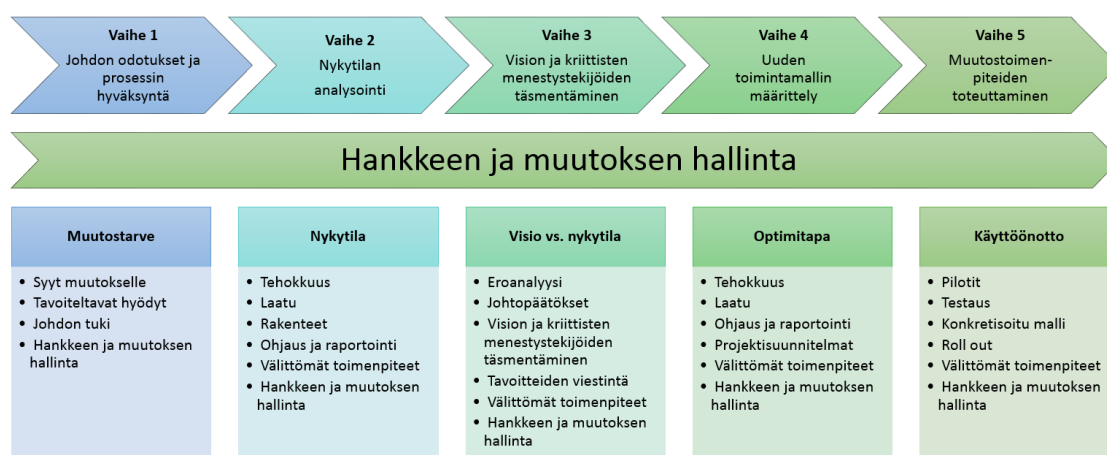 Vaihe 1
Johdon odotukset ja
prosessin
hyväksyntä
Vaihe 2
Nykytilan
analysointi
Vaihe 3
Vision ja kriittisten
menestystekijöiden
täsmentäminen
Vaihe 4
Uuden
toimintamallin
määrittely
Vaihe 5
Muutostoimen-
piteiden
toteuttaminen
Hankkeen ja muutoksen hallinta
Muutostarve
• Syyt muutokselle
• Tavoiteltavat hyödyt
• Johdon tuki
• Hankkeen ja muutoksen
hallinta
Nykytila
• Tehokkuus
• Laatu
• Rakenteet
• Ohjaus ja raportointi
• Välittömät toimenpiteet
• Hankkeen ja muutoksen
hallinta
Visio vs. nykytila
• Eroanalyysi
• Johtopäätökset
• Vision ja kriittisten
menestystekijöiden
täsmentäminen
• Tavoitteiden viestintä
• Välittömät toimenpiteet
• Hankkeen ja muutoksen
hallinta
Optimitapa
• Tehokkuus
• Laatu
• Ohjaus ja raportointi
• Projektisuunnitelmat
• Välittömät toimenpiteet
• Hankkeen ja muutoksen
hallinta
Käyttöönotto
• Pilotit
• Testaus
• Konkretisoitu malli
• Roll out
• Välittömät toimenpiteet
• Hankkeen ja muutoksen
hallinta